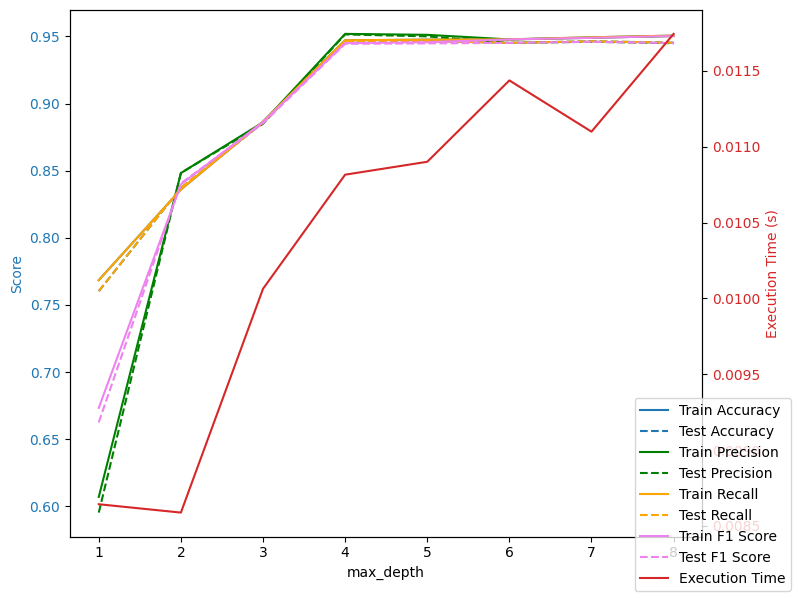 0.95
0.90
0.85
0.80
0.75
0.70
0.65
0.60
Score
1 2 3 4 5 6 7 8
max_depth
0.0115
0.0110
0.0105
0.0100
0.0095
0.0085
Execution Time (s)
Train Accuracy
Test Accuracy
Train Precision
Test Precision
Train Recall
Test Recall
Train F1 Score
Test F1 Score
Execution Time